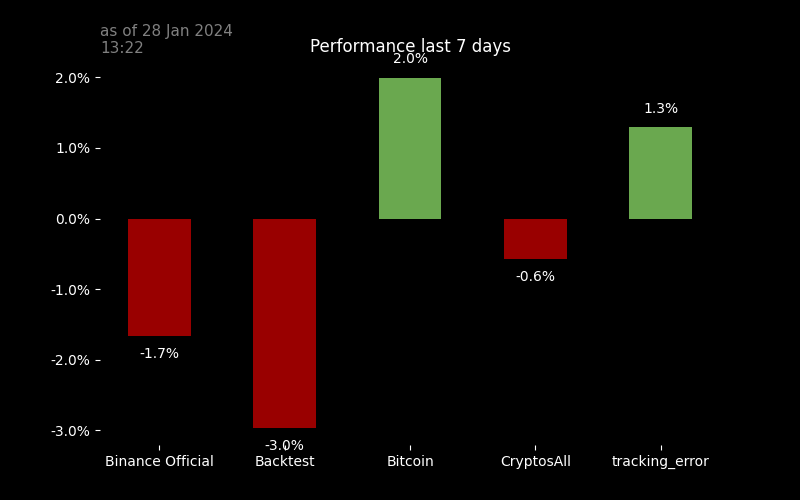 as of 28 Jan 2024
13:22
Performance last 7 days
2.0%
2.0%
1.3%
1.0%
0.0%
-0.6%
-1.0%
-1.7%
-2.0%
-3.0%
-3.0%
Binance Official
Backtest
Bitcoin
CryptosAll
tracking_error